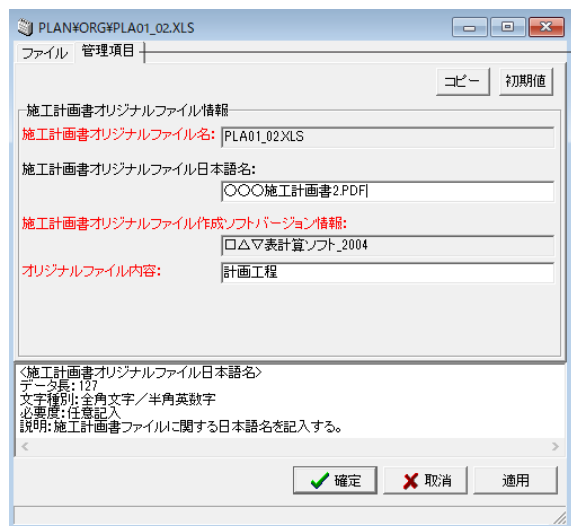 PLAN¥ORG¥PLA01_02.XLS
ファイル 管理項目
コピー 初期値
施工計画書オリジナルファイル情報
施工計画書オリジナルファイル名: PLA01_02.XLS
施工計画書オリジナルファイル日本語名:
〇〇〇施工計画書2.PDF
施工計画書オリジナルファイル作成ソフトバージョン情報:
□△▽表計算ソフト_2004
オリジナルファイル内容: 計画工程
<施工計画書オリジナルファイル日本語名>
データ長:127
文字種別:全角文字/半角英数字
必要度:任意記入
説明:施工計画書ファイルに関する日本語名を記入する。
確定 取消 適用